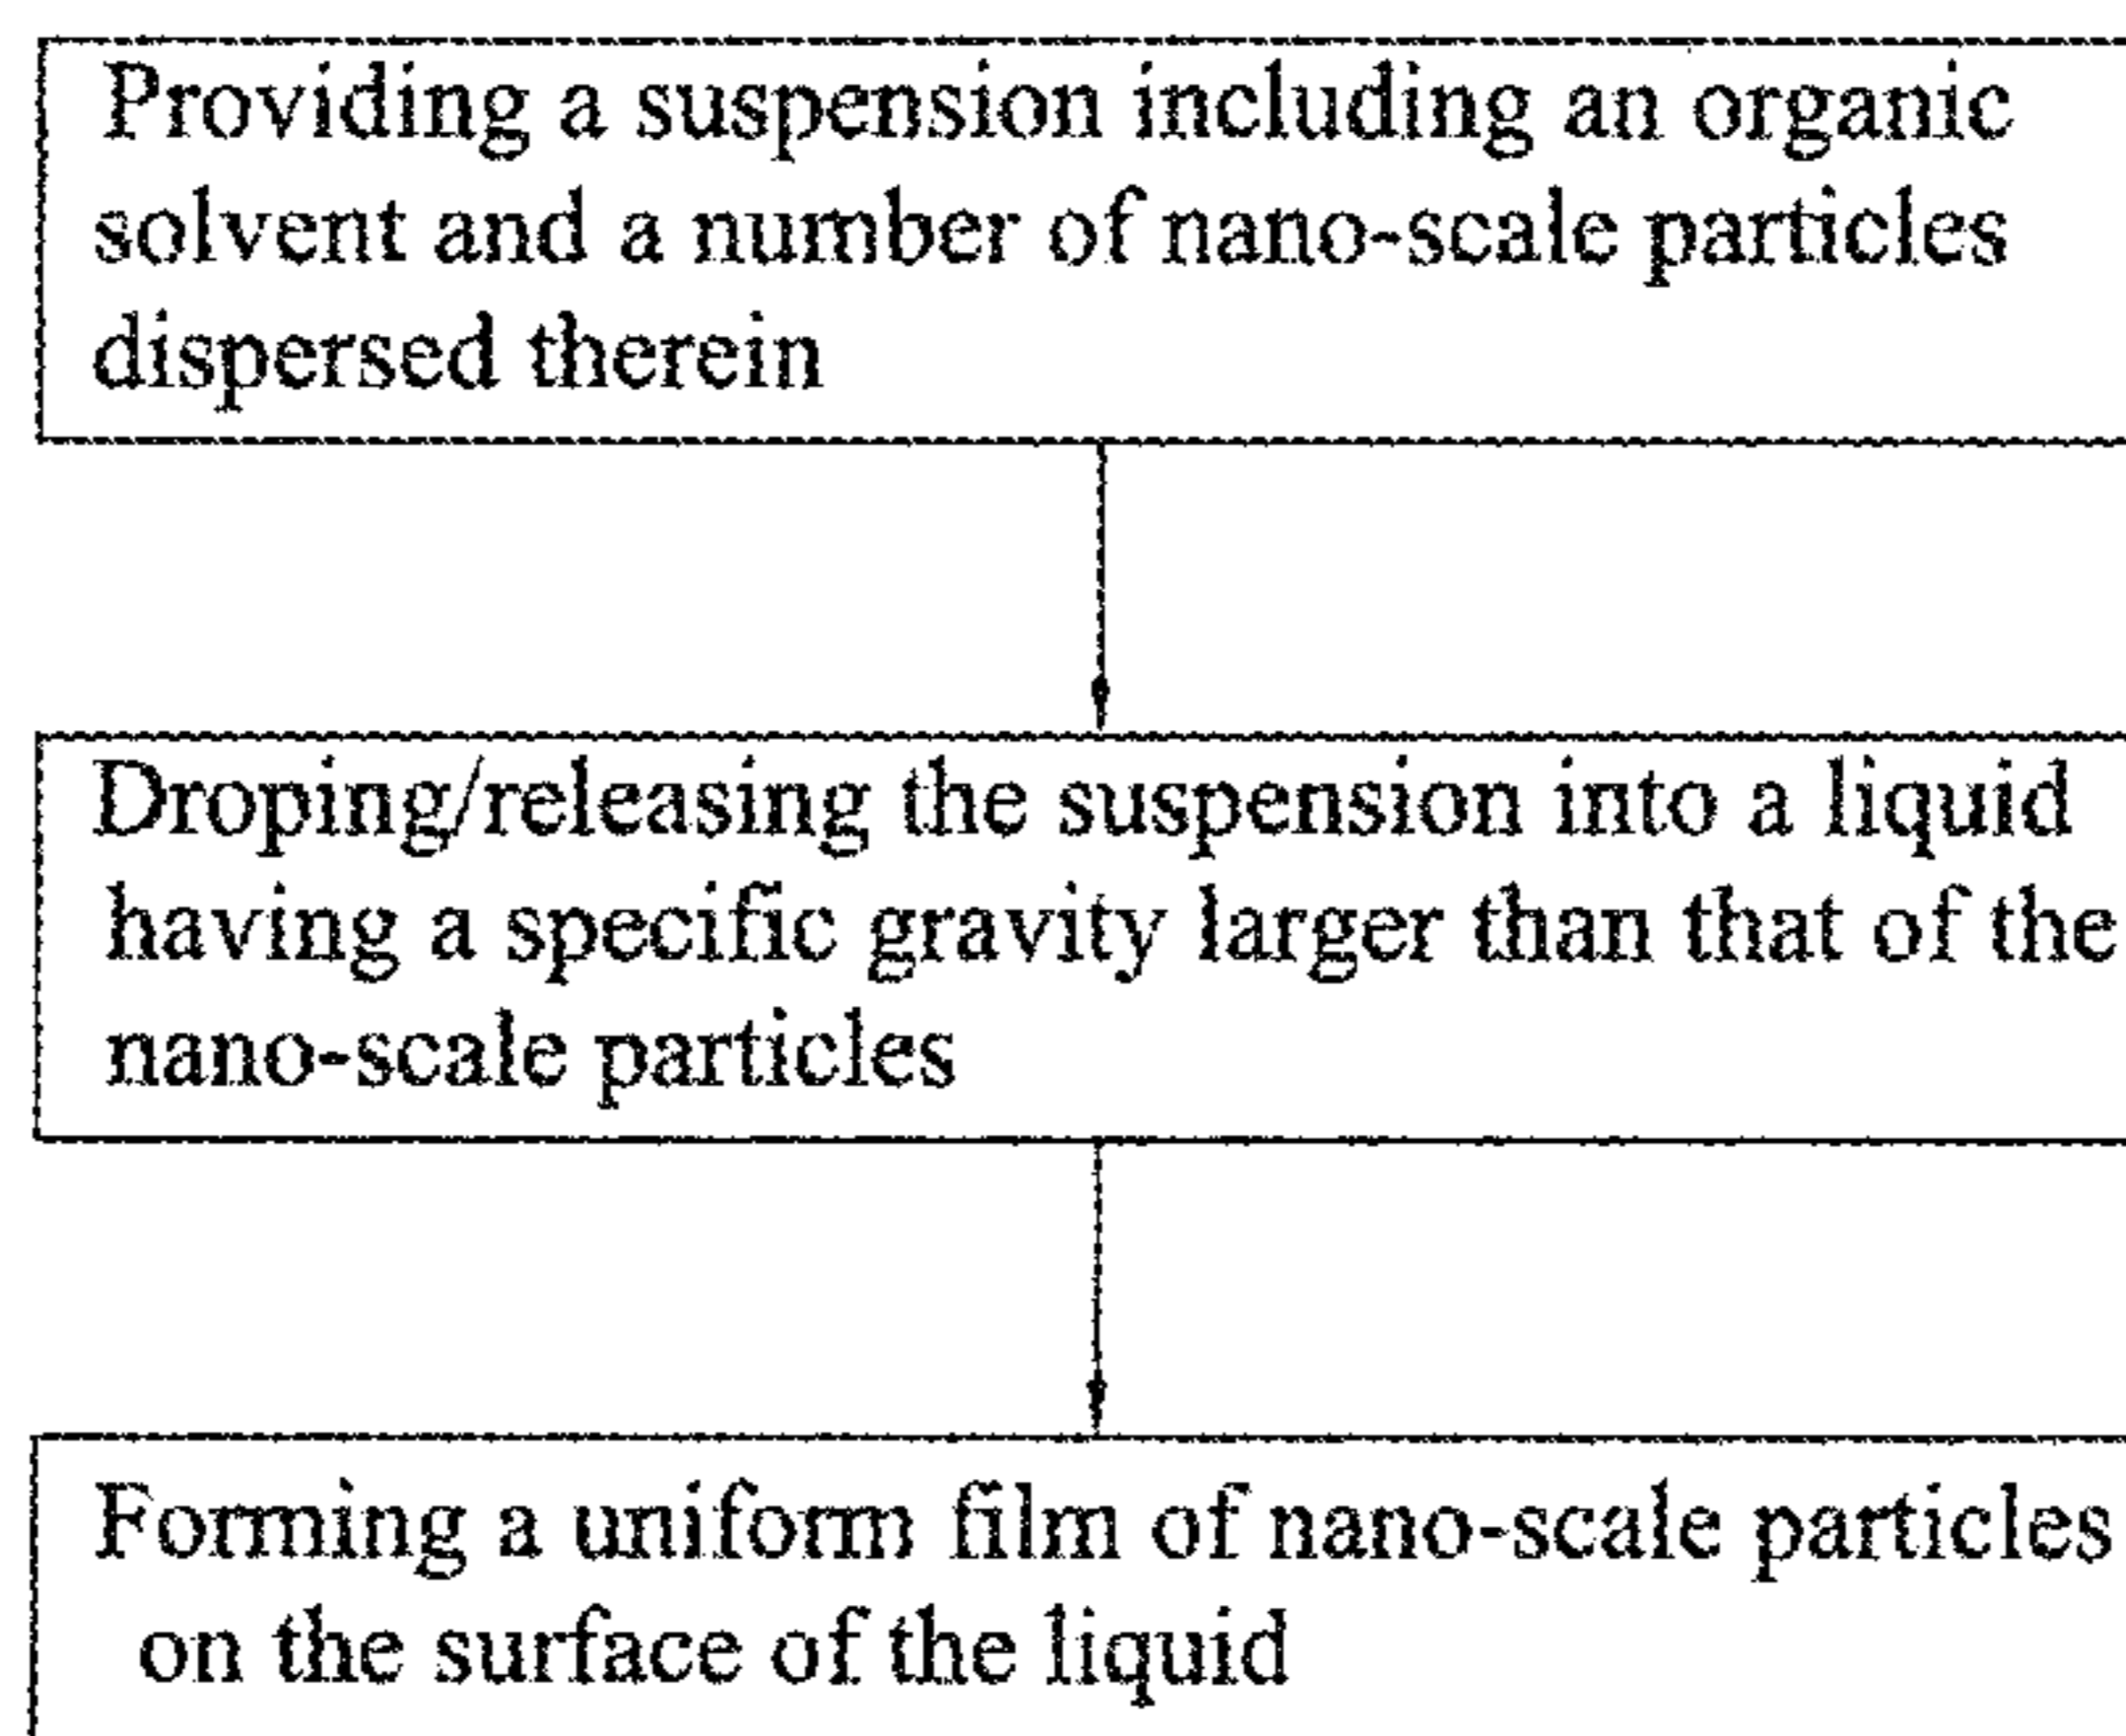 Providing a suspension including an organic
solvent and a number of nano-scale particles
dispersed therein
Droping/releasing the suspension into a liquid
having a specific gravity larger than that of the
nano-scale particles
Forming a uniform film of nano-scale particles
on the surface of the liquid